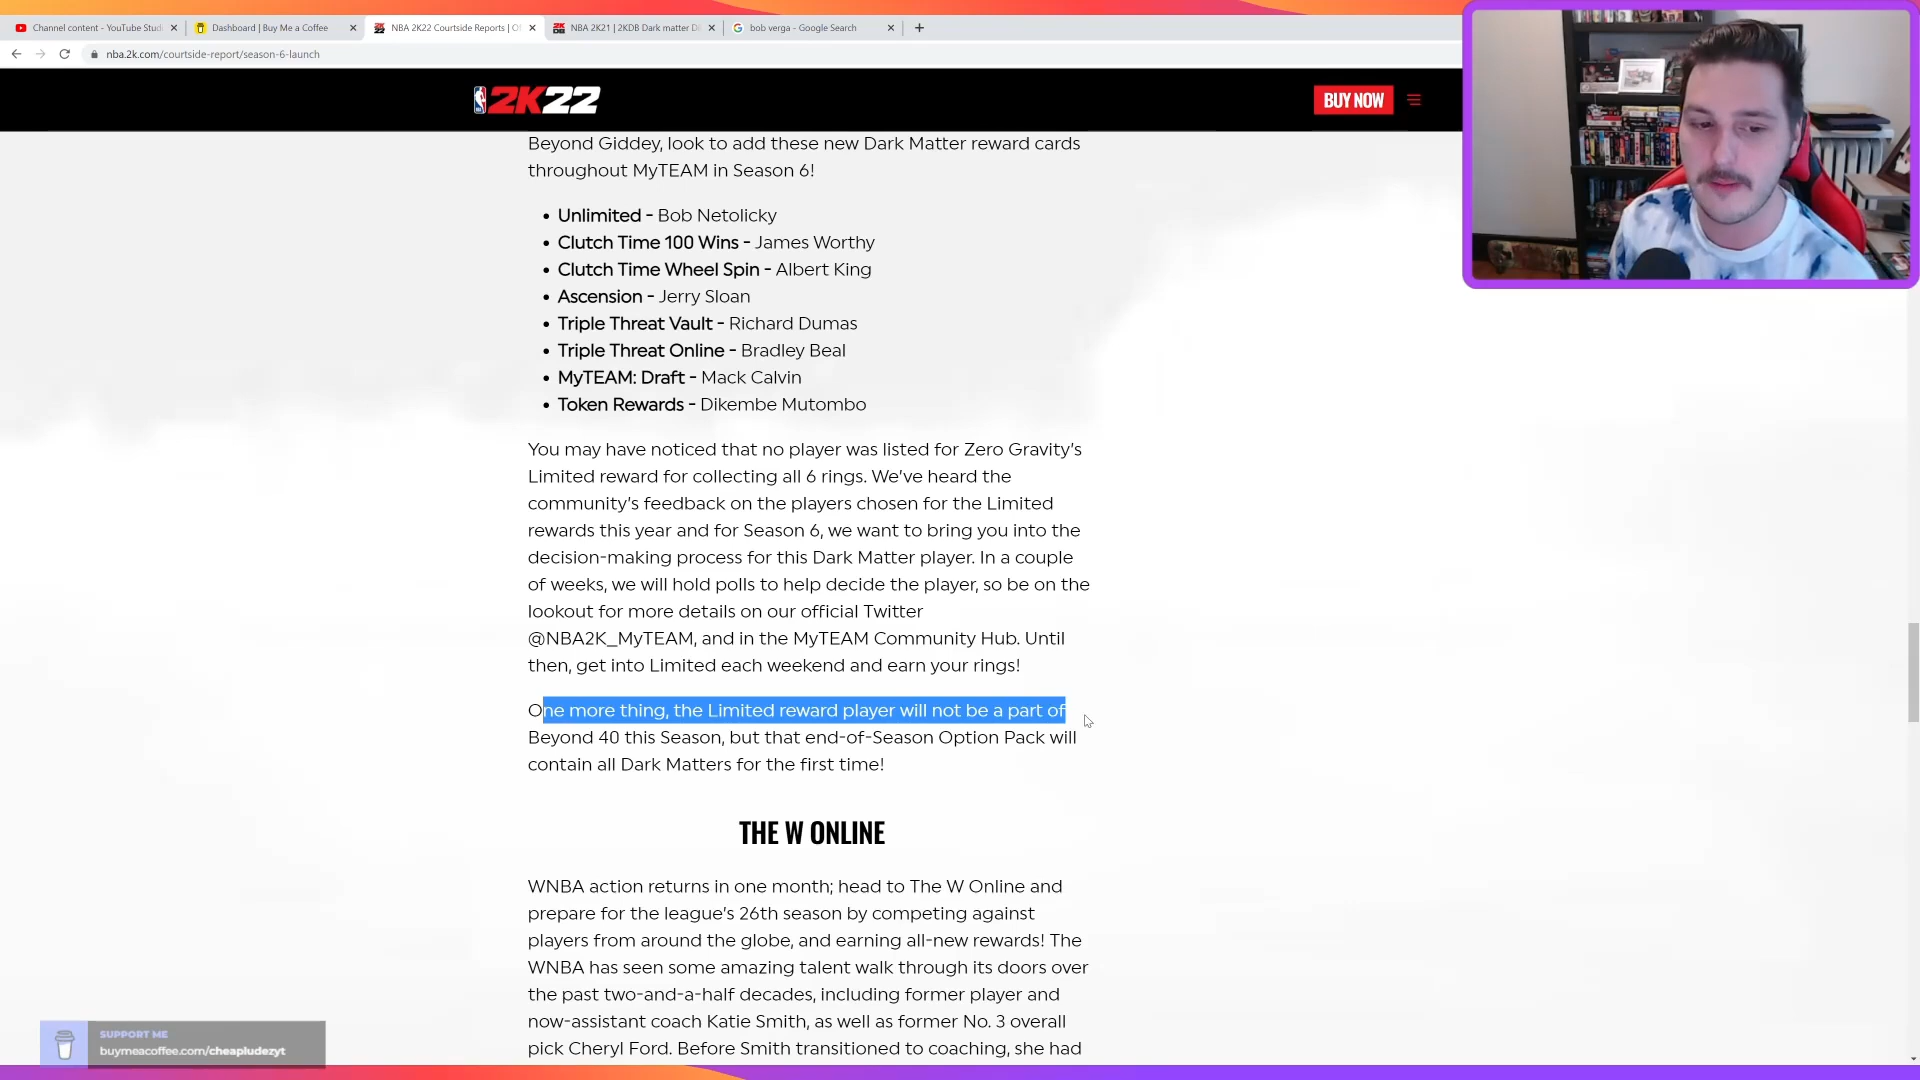 Channel content - YouTube Studi
Dashboard | Buy Me a Coffee
NBA 2K22 Courtside Reports | O
NBA 2K21 | 2KDB Dark matter D
bob verga - Google Search
nba.2k.com/courtside-report/season-6-launch
2K22
BUY NOW
Beyond Giddey, look to add these new Dark Matter reward cards
throughout MyTEAM in Season 6!
• Unlimited - Bob Netolicky
• Clutch Time 100 Wins - James Worthy
• Clutch Time Wheel Spin - Albert King
• Ascension - Jerry Sloan
• Triple Threat Vault - Richard Dumas
• Triple Threat Online - Bradley Beal
• MyTEAM: Draft - Mack Calvin
• Token Rewards - Dikembe Mutombo
You may have noticed that no player was listed for Zero Gravity’s
Limited reward for collecting all 6 rings. We’ve heard the
community’s feedback on the players chosen for the Limited
rewards this year and for Season 6, we want to bring you into the
decision-making process for this Dark Matter player. In a couple
of weeks, we will hold polls to help decide the player, so be on the
lookout for more details on our official Twitter
@NBA2K_MyTEAM, and in the MyTEAM Community Hub. Until
then, get into Limited each weekend and earn your rings!
One more thing, the Limited reward player will not be a part of
Beyond 40 this Season, but that end-of-Season Option Pack will
contain all Dark Matters for the first time!
THE W ONLINE
WNBA action returns in one month; head to The W Online and
prepare for the league’s 26th season by competing against
players from around the globe, and earning all-new rewards! The
WNBA has seen some amazing talent walk through its doors over
the past two-and-a-half decades, including former player and
now-assistant coach Katie Smith, as well as former No. 3 overall
pick Cheryl Ford. Before Smith transitioned to coaching, she had
SUPPORT ME
buymeacoffee.com/cheapludezyt